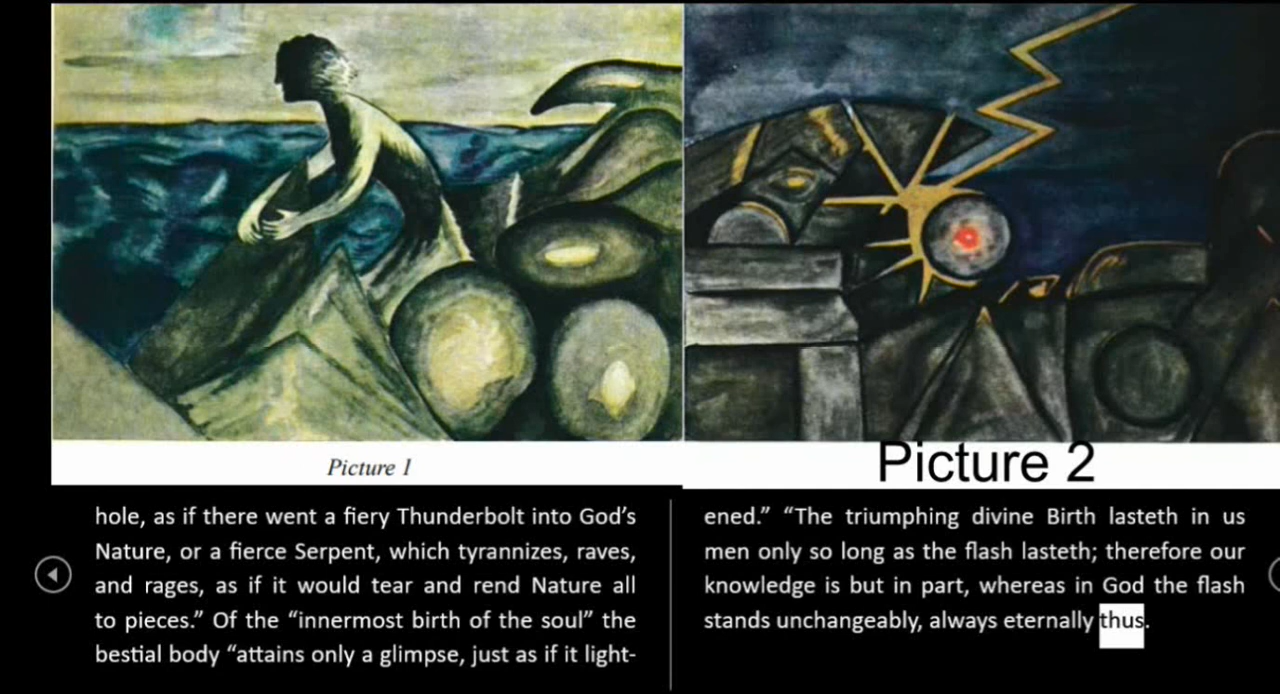 Picture 1
Picture 2
hole, as if there went a fiery Thunderbolt into God’s
Nature, or a fierce Serpent, which tyrannizes, raves,
and rages, as if it would tear and rend Nature all
to pieces.” Of the “innermost birth of the soul” the
bestial body “attains only a glimpse, just as if it light-
ened.” “The triumphing divine Birth lasteth in us
men only so long as the flash lasteth; therefore our
knowledge is but in part, whereas in God the flash
stands unchangeably, always eternally thus.